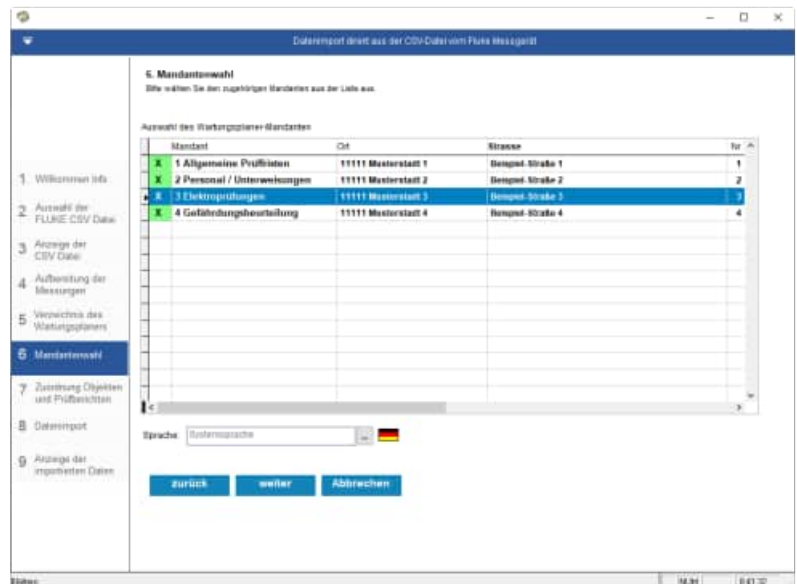 Datenimport direkt aus der CSV-Datei vom Fluke Messgerät
6. Mandantenwahl
Bitte wählen Sie den zugehörigen Mandanten aus der Liste aus.
Auswahl des Wartungsplaner-Mandanten
Mandant Ort Strasse Nr
X 1 Allgemeine Prüffristen 11111 Musterstadt 1 Beispiel-Straße 1 1
X 2 Personal / Unterweisungen 11111 Musterstadt 2 Beispiel-Straße 2 2
X 3 Elektroprüfungen 11111 Musterstadt 3 Beispiel-Straße 3 3
X 4 Gefährdungsbeurteilung 11111 Musterstadt 4 Beispiel-Straße 4 4
1 Willkommen Info
2 Auswahl der
FLUKE CSV Datei
3 Anzeige der
CSV Datei
4 Aufbereitung der
Messungen
5 Verzeichnis des
Wartungsplaners
6 Mandantenwahl
7 Zuordnung Objekten
und Prüfberichten
8 Datenimport
9 Anzeige der
importierten Daten
Sprache: Systemsprache ...
zurück weiter Abbrechen
NUM